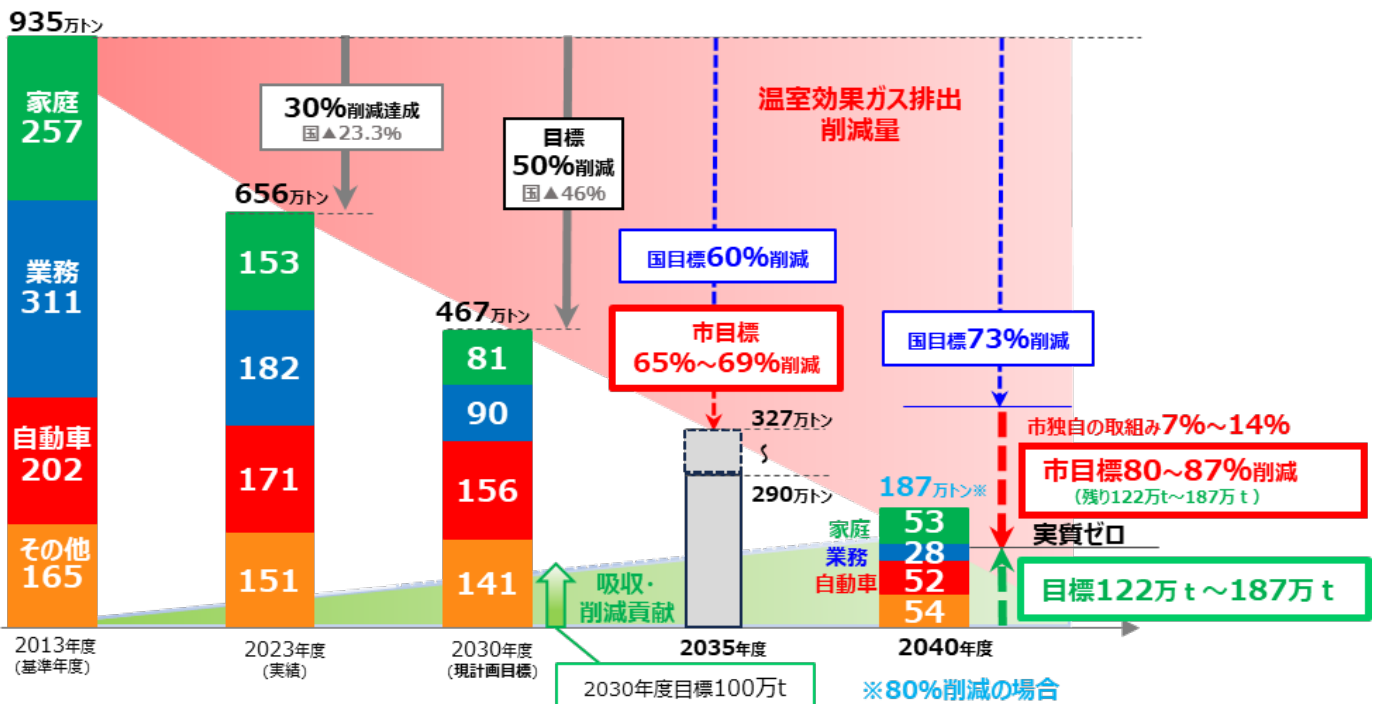 935万トン
家庭
257
業務
311
自動車
202
その他
165
2013年度
(基準年度)
30%削減達成
国▲23.3%
656万トン
153
182
171
151
2023年度
(実績)
目標
50%削減
国▲46%
467万トン
81
90
156
141
2030年度
(現計画目標)
吸収・
削減貢献
2030年度目標100万t
温室効果ガス排出
削減量
国目標60%削減
市目標
65%～69%削減
327万トン
～
290万トン
2035年度
国目標73%削減
市独自の取組み7%～14%
市目標80～87%削減
(残り122万t～187万t)
187万トン※
家庭
53
業務
28
自動車
52
54
実質ゼロ
目標122万t～187万t
2040年度
※80%削減の場合